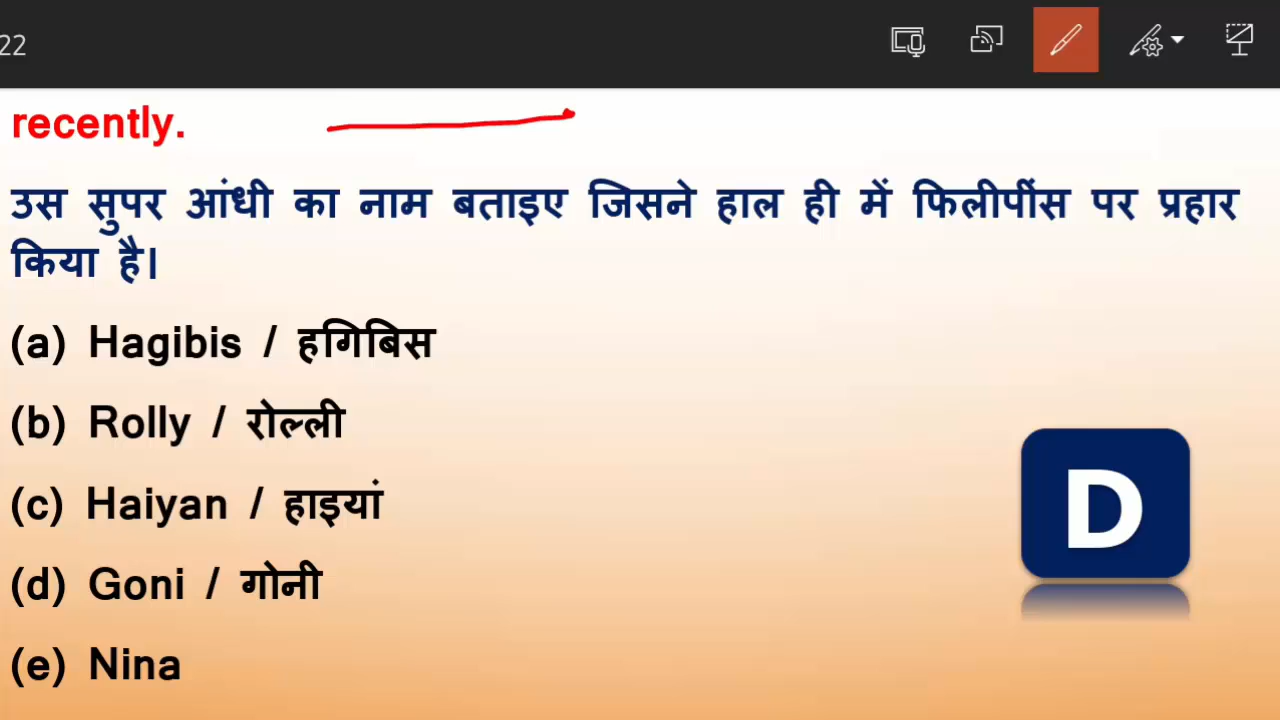 22
recently.
उस सुपर आंधी का नाम बताइए जिसने हाल ही में फिलीपींस पर प्रहार
किया है।
(a) Hagibis / हगिबिस
(b) Rolly / रोल्ली
(c) Haiyan / हाइयां
(d) Goni / गोनी
D
(e) Nina